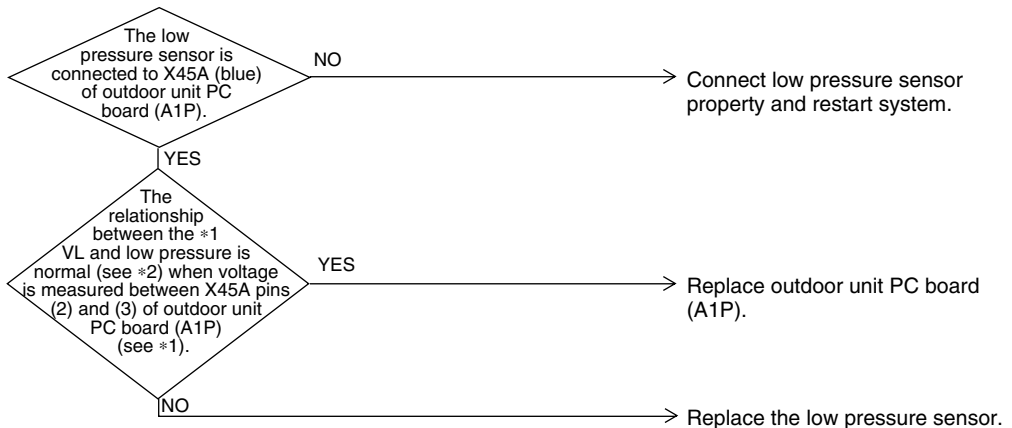 The low
pressure sensor is
connected to X45A (blue)
of outdoor unit PC
board (A1P).
NO
Connect low pressure sensor
property and restart system.
YES
The
relationship
between the ∗1
VL and low pressure is
normal (see ∗2) when voltage
is measured between X45A pins
(2) and (3) of outdoor unit
PC board (A1P)
(see ∗1).
YES
Replace outdoor unit PC board
(A1P).
NO
Replace the low pressure sensor.